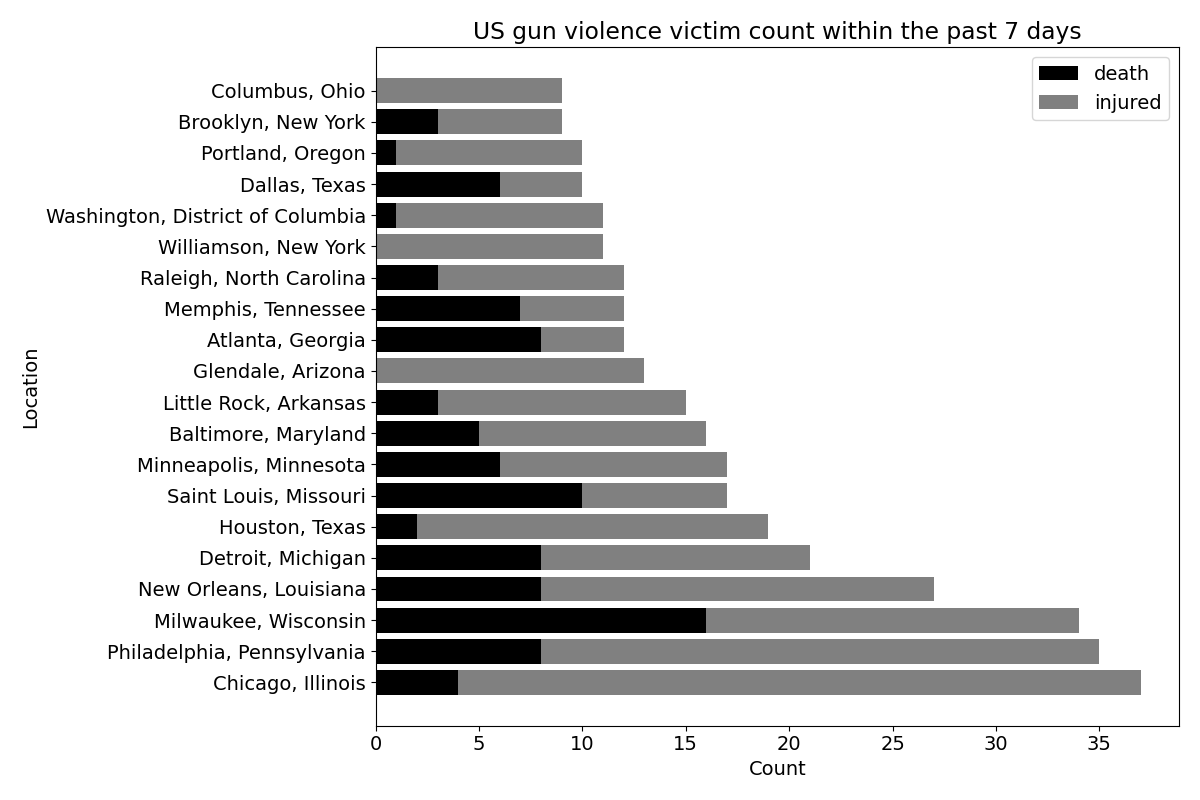 US gun violence victim count within the past 7 days
death
injured
Columbus, Ohio
Brooklyn, New York
Portland, Oregon
Dallas, Texas
Washington, District of Columbia
Williamson, New York
Raleigh, North Carolina
Memphis, Tennessee
Atlanta, Georgia
Glendale, Arizona
Little Rock, Arkansas
Baltimore, Maryland
Minneapolis, Minnesota
Saint Louis, Missouri
Houston, Texas
Detroit, Michigan
New Orleans, Louisiana
Milwaukee, Wisconsin
Philadelphia, Pennsylvania
Chicago, Illinois
Location
0 5 10 15 20 25 30 35
Count